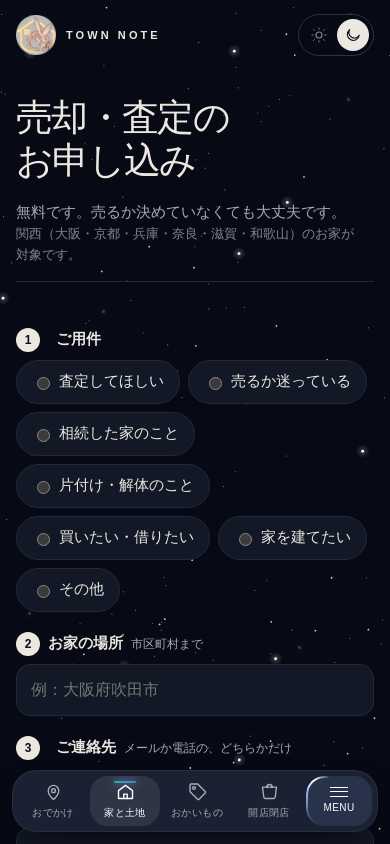 TOWN NOTE
売却・査定の
お申し込み
無料です。売るか決めていなくても大丈夫です。
関西（大阪・京都・兵庫・奈良・滋賀・和歌山）のお家が
対象です。
1 ご用件
査定してほしい 売るか迷っている
相続した家のこと
片付け・解体のこと
買いたい・借りたい 家を建てたい
その他
2 お家の場所 市区町村まで
例：大阪府吹田市
3 ご連絡先 メールか電話の、どちらかだけ
おでかけ 家と土地 おかいもの 開店閉店 MENU